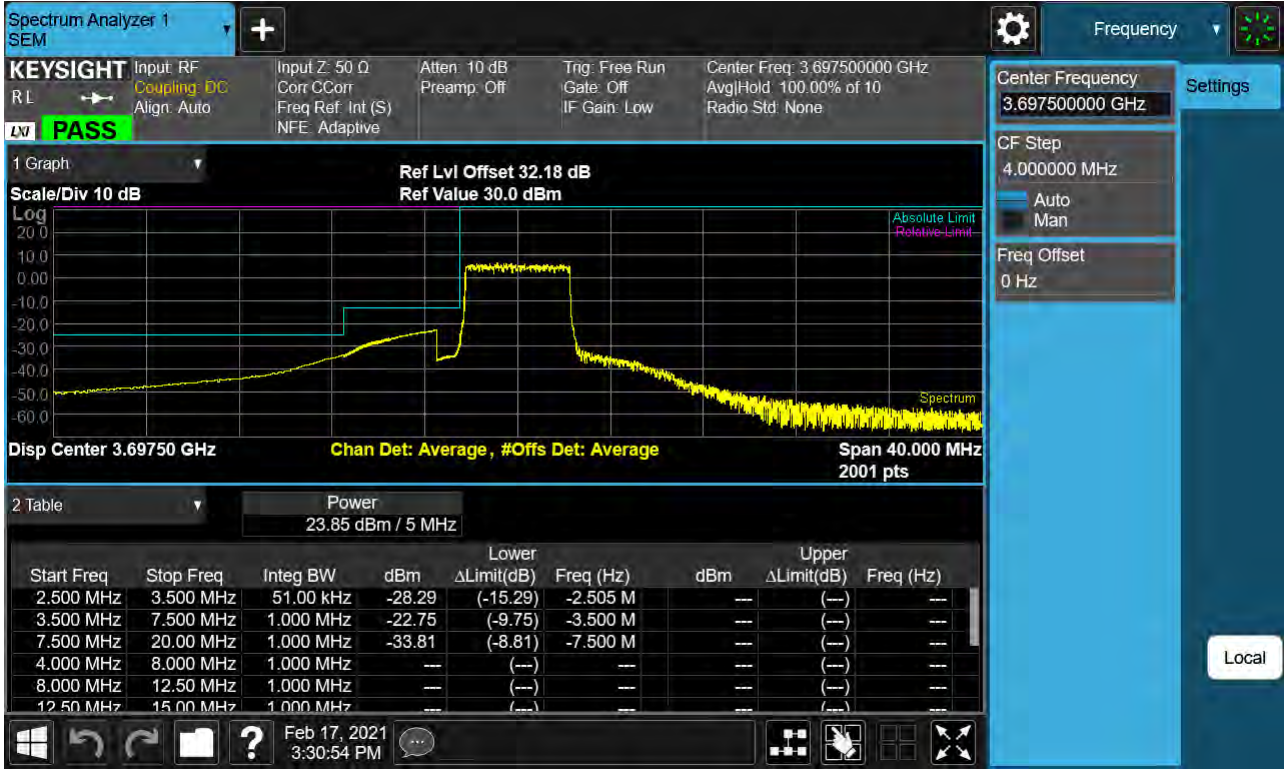 Spectrum Analyzer 1
SEM
Frequency
KEYSIGHT
RL
LXI
PASS
Input: RF
Coupling: DC
Align: Auto
Input Z: 50 Ω
Corr CCorr
Freq Ref: Int (S)
NFE: Adaptive
Atten: 10 dB
Preamp: Off
Trig: Free Run
Gate: Off
IF Gain: Low
Center Freq: 3.697500000 GHz
Avg|Hold: 100.00% of 10
Radio Std: None
Center Frequency
3.697500000 GHz
Settings
CF Step
4.000000 MHz
Auto
Man
Freq Offset
0 Hz
Local
1 Graph
Scale/Div 10 dB
Ref Lvl Offset 32.18 dB
Ref Value 30.0 dBm
Log
20.0
10.0
0.00
-10.0
-20.0
-30.0
-40.0
-50.0
-60.0
Absolute Limit
Relative Limit
Spectrum
Disp Center 3.69750 GHz
Chan Det: Average, #Offs Det: Average
Span 40.000 MHz
2001 pts
2 Table
Power
23.85 dBm / 5 MHz
Lower Upper
Start Freq Stop Freq Integ BW dBm ΔLimit(dB) Freq (Hz) dBm ΔLimit(dB) Freq (Hz)
2.500 MHz 3.500 MHz 51.00 kHz -28.29 (-15.29) -2.505 M --- (---) ---
3.500 MHz 7.500 MHz 1.000 MHz -22.75 (-9.75) -3.500 M --- (---) ---
7.500 MHz 20.00 MHz 1.000 MHz -33.81 (-8.81) -7.500 M --- (---) ---
4.000 MHz 8.000 MHz 1.000 MHz --- (---) --- --- (---) ---
8.000 MHz 12.50 MHz 1.000 MHz --- (---) --- --- (---) ---
12.50 MHz 15.00 MHz 1.000 MHz --- (---) --- --- (---) ---
Feb 17, 2021
3:30:54 PM